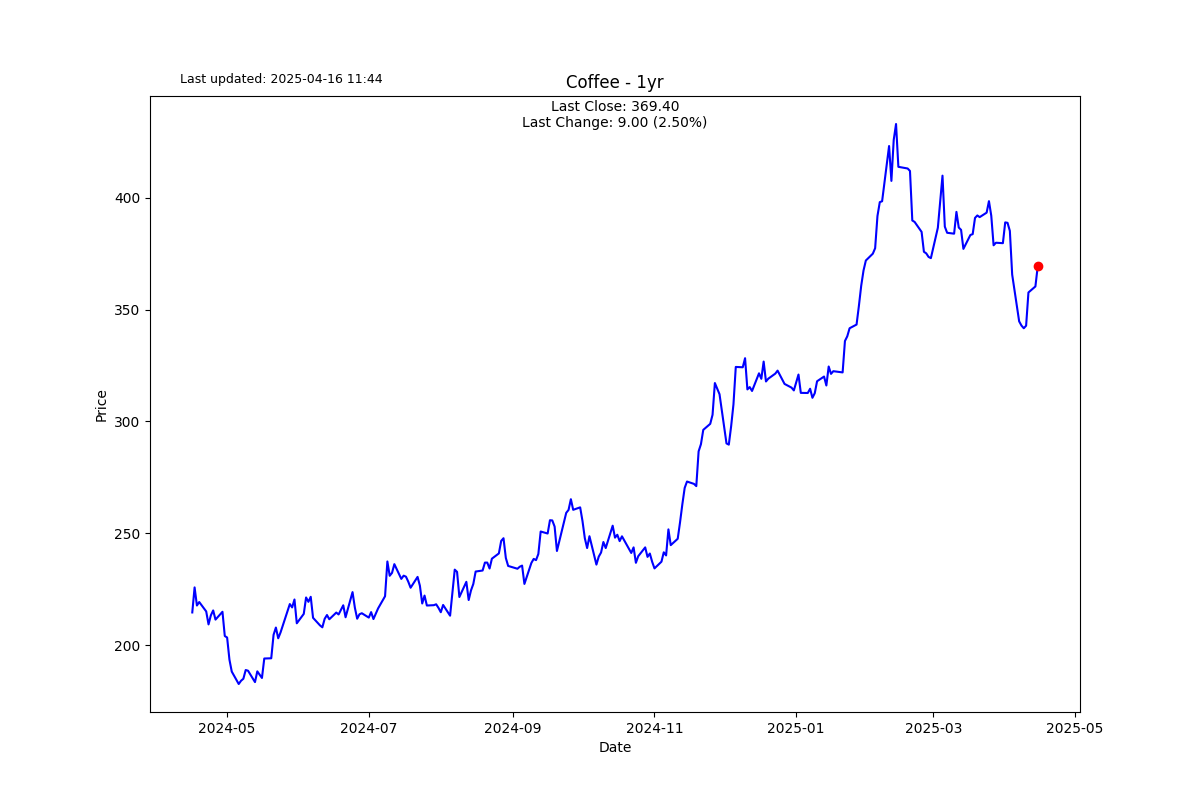 Last updated: 2025-04-16 11:44
Coffee - 1yr
Last Close: 369.40
Last Change: 9.00 (2.50%)
400
350
300
250
200
Price
2024-05
2024-07
2024-09
2024-11
2025-01
2025-03
2025-05
Date